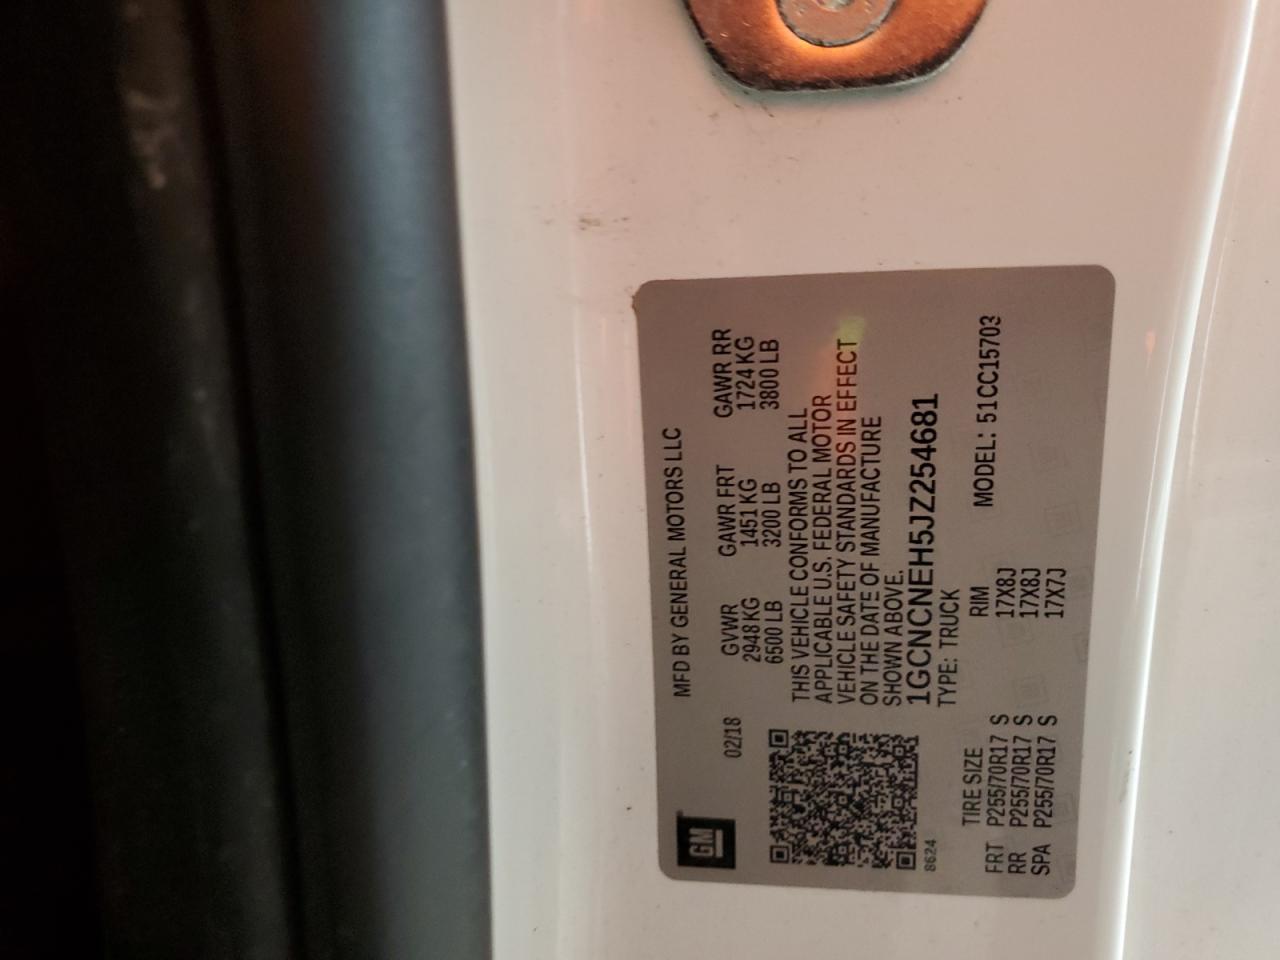 GM
MFD BY GENERAL MOTORS LLC
02/18
GVWR GAWR FRT GAWR RR
2948 KG 1451 KG 1724 KG
6500 LB 3200 LB 3800 LB
THIS VEHICLE CONFORMS TO ALL
APPLICABLE U.S. FEDERAL MOTOR
VEHICLE SAFETY STANDARDS IN EFFECT
ON THE DATE OF MANUFACTURE
SHOWN ABOVE.
1GCNCNEH5JZ254681
8624
TYPE: TRUCK
MODEL: 51CC15703
TIRE SIZE RIM
FRT P255/70R17 S 17X8J
RR P255/70R17 S 17X8J
SPA P255/70R17 S 17X7J